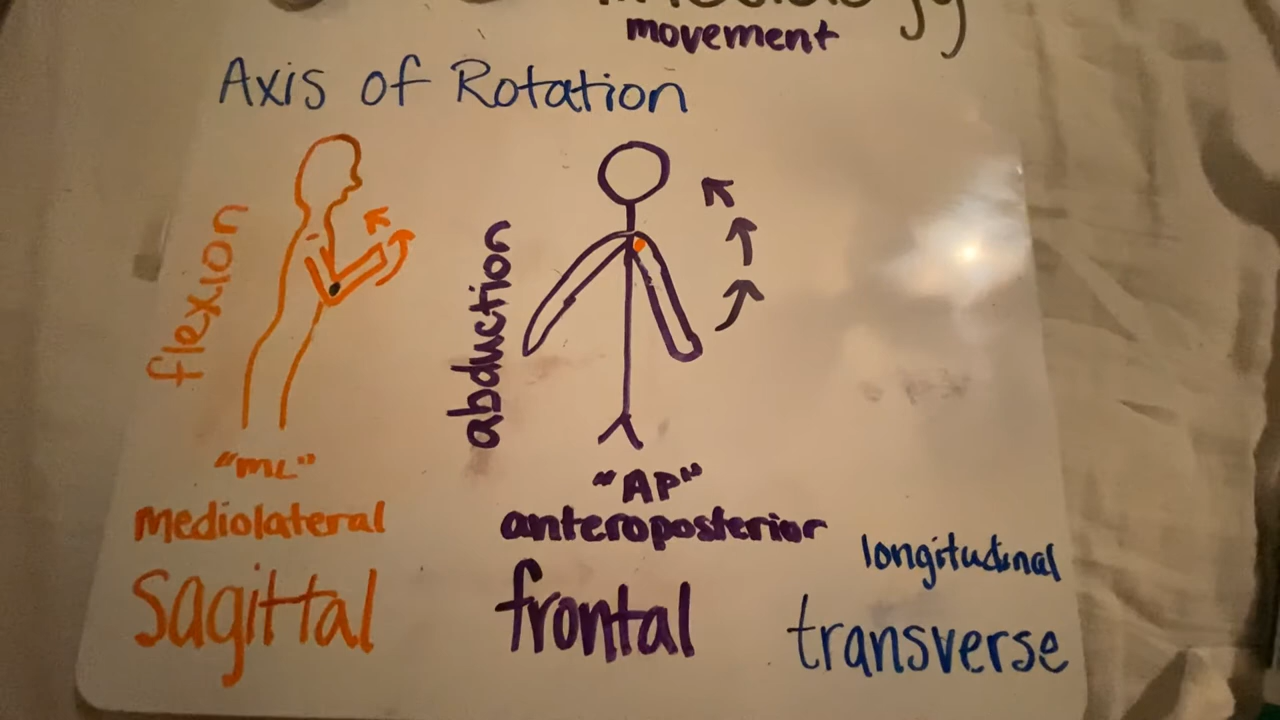 movement
Axis of Rotation
flexion
abduction
"ML"
mediolateral
sagittal
"AP"
anteroposterior
frontal
longitudinal
transverse